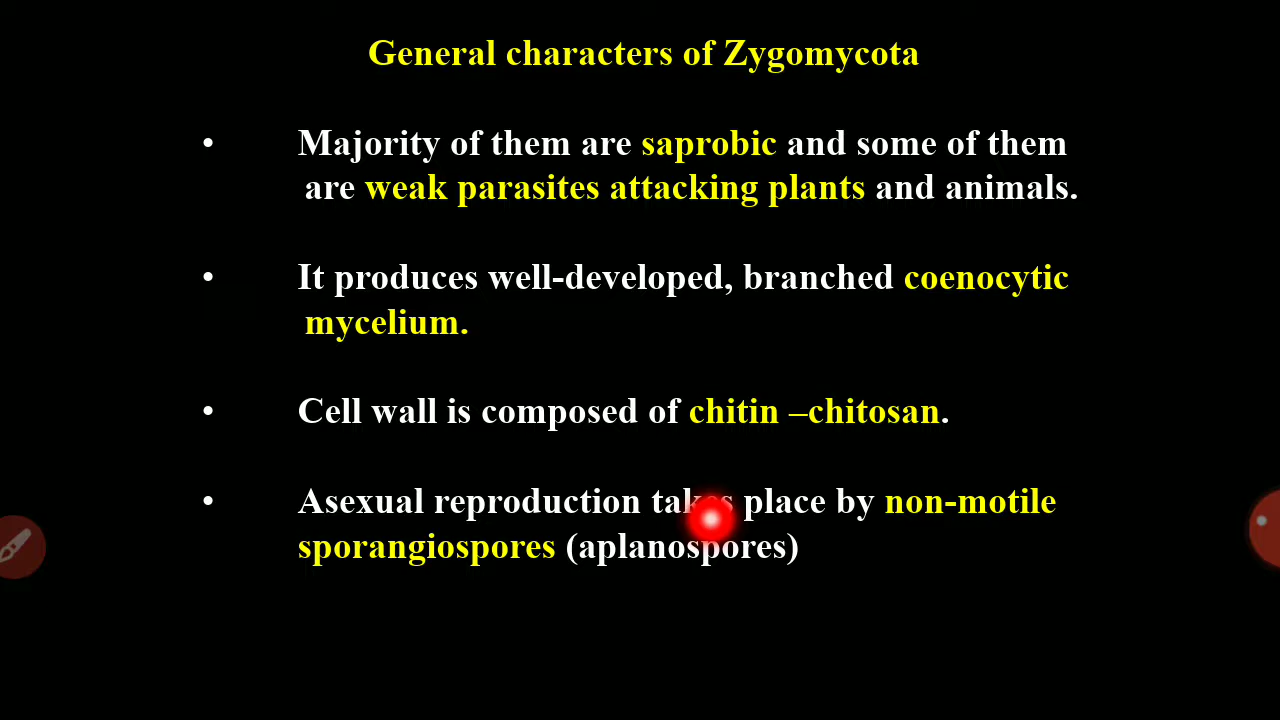 General characters of Zygomycota
• Majority of them are saprobic and some of them
are weak parasites attacking plants and animals.
• It produces well-developed, branched coenocytic
mycelium.
• Cell wall is composed of chitin –chitosan.
• Asexual reproduction takes place by non-motile
sporangiospores (aplanospores)